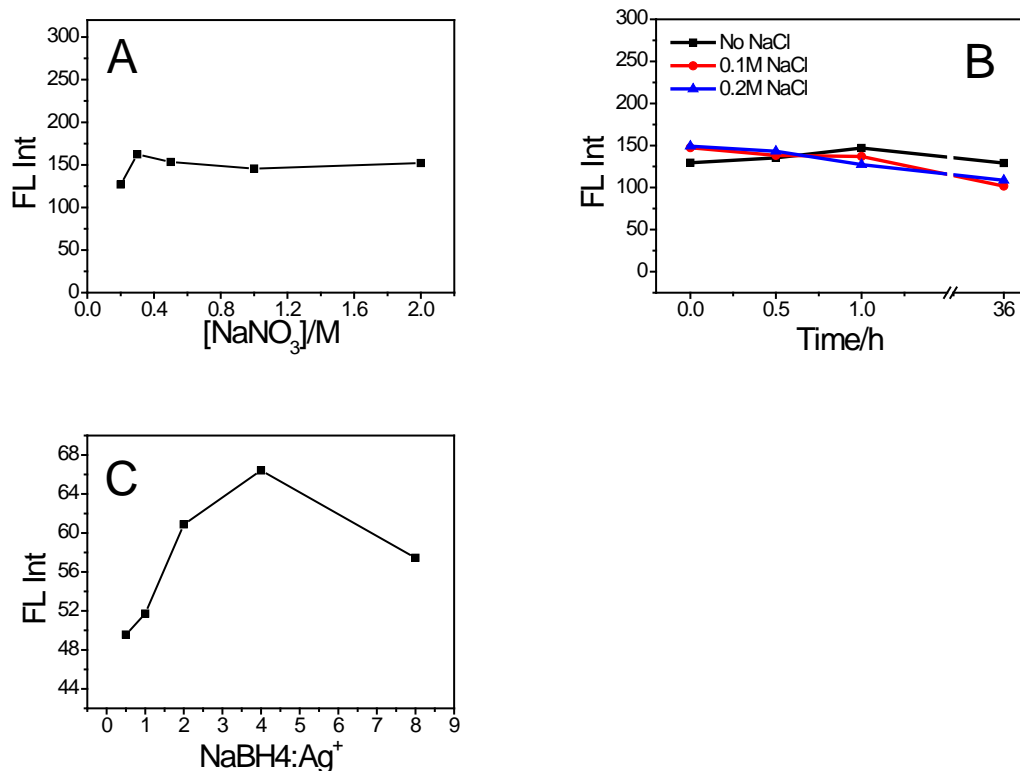 A
FL Int
300
250
200
150
100
50
0
0.0 0.4 0.8 1.2 1.6 2.0
[NaNO3]/M
B
No NaCl
0.1M NaCl
0.2M NaCl
FL Int
300
250
200
150
100
50
0
0.0 0.5 1.0 36
Time/h
C
FL Int
68
64
60
56
52
48
44
0 1 2 3 4 5 6 7 8 9
NaBH4:Ag+